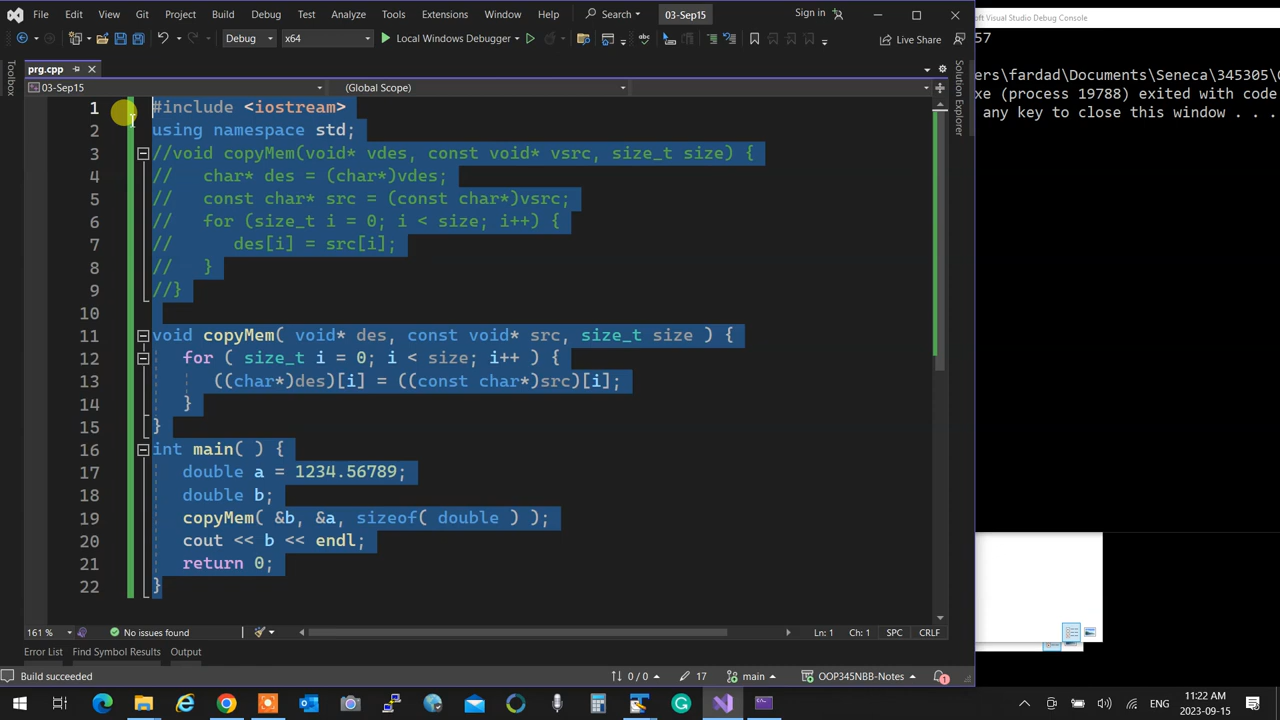 File Edit View Git Project Build Debug Test Analyze Tools Extensions Window Search 03-Sep15 Sign in
Debug x64 Local Windows Debugger Live Share
prg.cpp
03-Sep15 (Global Scope)
Toolbox
Solution Explorer
1 #include <iostream>
2 using namespace std;
3 //void copyMem(void* vdes, const void* vsrc, size_t size) {
4 // char* des = (char*)vdes;
5 // const char* src = (const char*)vsrc;
6 // for (size_t i = 0; i < size; i++) {
7 // des[i] = src[i];
8 // }
9 //}
10
11 void copyMem( void* des, const void* src, size_t size ) {
12 for ( size_t i = 0; i < size; i++ ) {
13 ((char*)des)[i] = ((const char*)src)[i];
14 }
15 }
16 int main( ) {
17 double a = 1234.56789;
18 double b;
19 copyMem( &b, &a, sizeof( double ) );
20 cout << b << endl;
21 return 0;
22 }
161 % No issues found Ln: 1 Ch: 1 SPC CRLF
Error List Find Symbol Results Output
Build succeeded 0 / 0 17 main OOP345NBB-Notes 1
oft Visual Studio Debug Console
57
ers\fardad\Documents\Seneca\345305\
xe (process 19788) exited with code
any key to close this window . . .
ENG 11:22 AM
2023-09-15